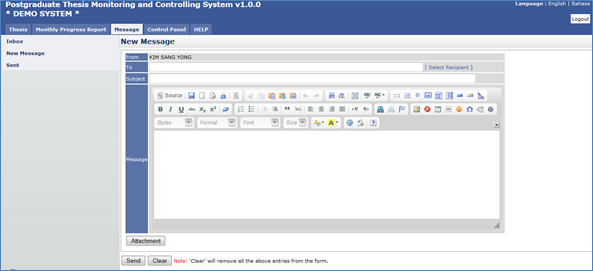 Postgraduate Thesis Monitoring and Controlling System v1.0.0
* DEMO SYSTEM *
Language : English | Bahasa
Logout
Thesis Monthly Progress Report Message Control Panel HELP
Inbox
New Message
Sent
New Message
From KIM SANG YONG
To [ Select Recipient ]
Subject
Source
Styles Format Font Size
Message
Attachment
Send Clear Note: 'Clear' will remove all the above entries from the form.